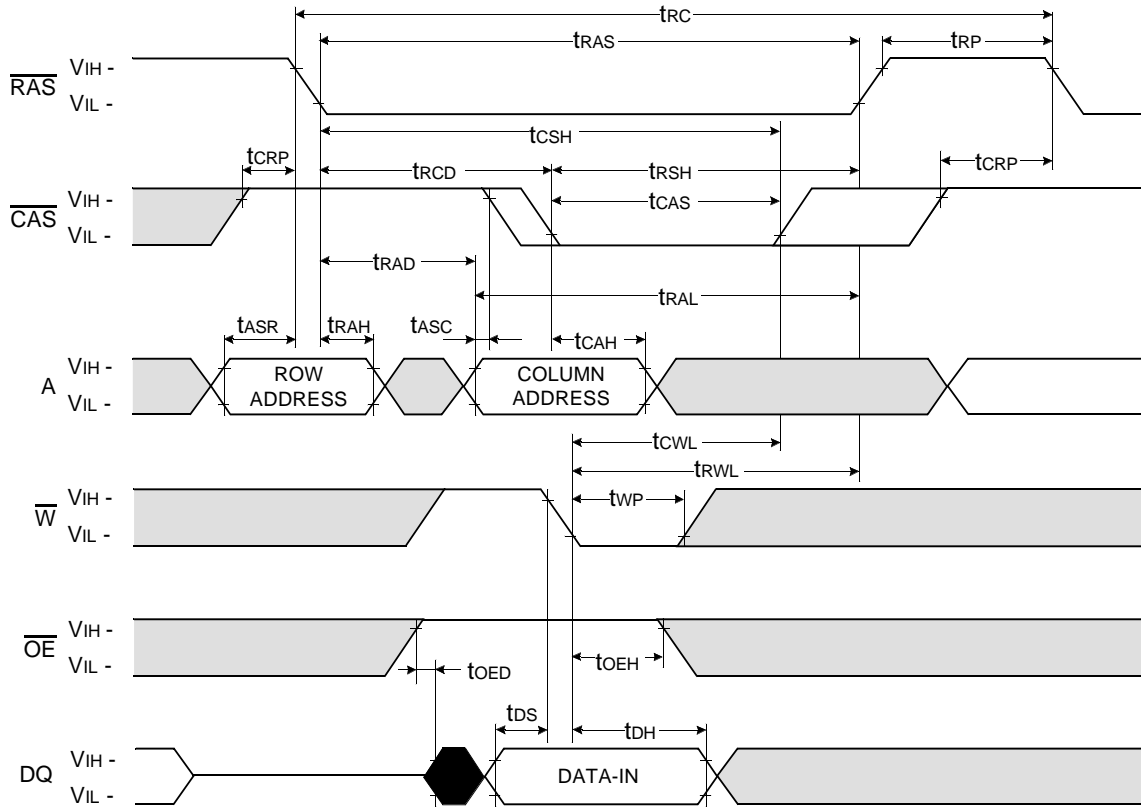 tRC
tRAS
tRP
RAS
VIH -
VIL -
tCSH
tCRP
tRCD
tRSH
tCRP
CAS
VIH -
VIL -
tCAS
tRAD
tRAL
tASR
tRAH
tASC
tCAH
A
VIH -
VIL -
ROW
ADDRESS
COLUMN
ADDRESS
tCWL
tRWL
W
VIH -
VIL -
tWP
OE
VIH -
VIL -
tOED
tOEH
tDS
tDH
DQ
VIH -
VIL -
DATA-IN